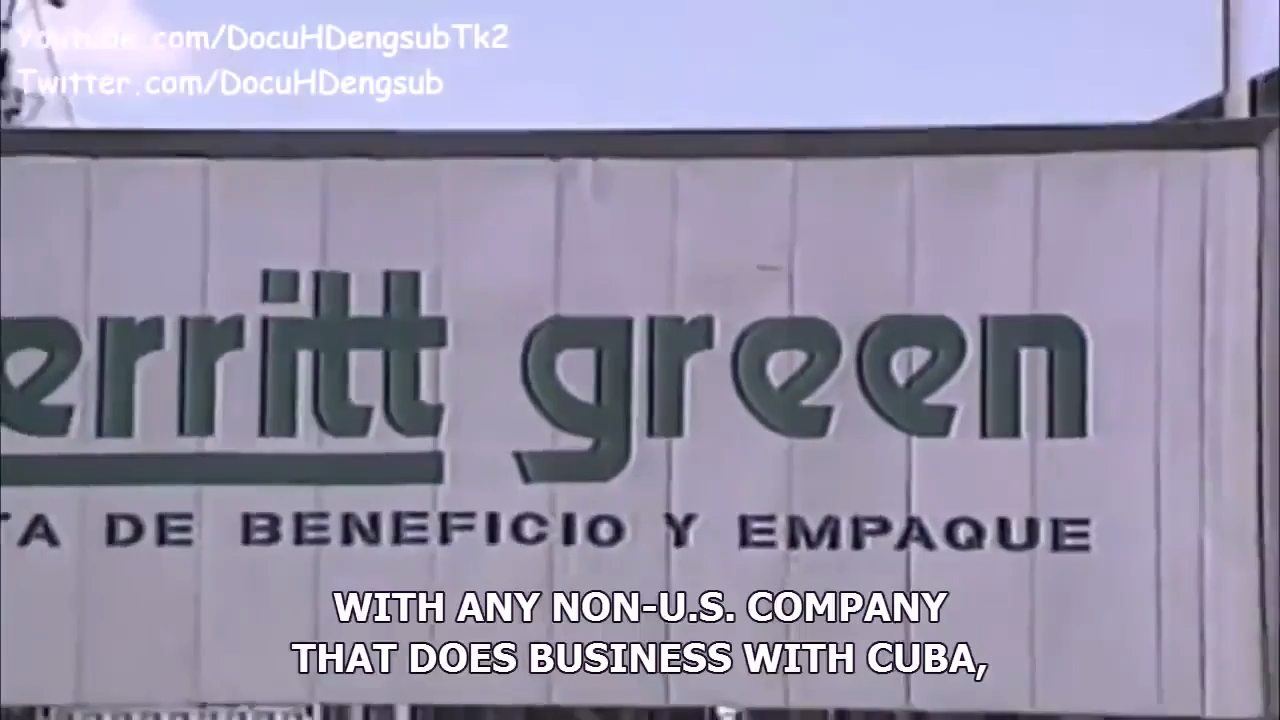 Youtube.com/DocuHDengsubTk2
Twitter.com/DocuHDengsub
erritt green
TA DE BENEFICIO Y EMPAQUE
WITH ANY NON-U.S. COMPANY
THAT DOES BUSINESS WITH CUBA,